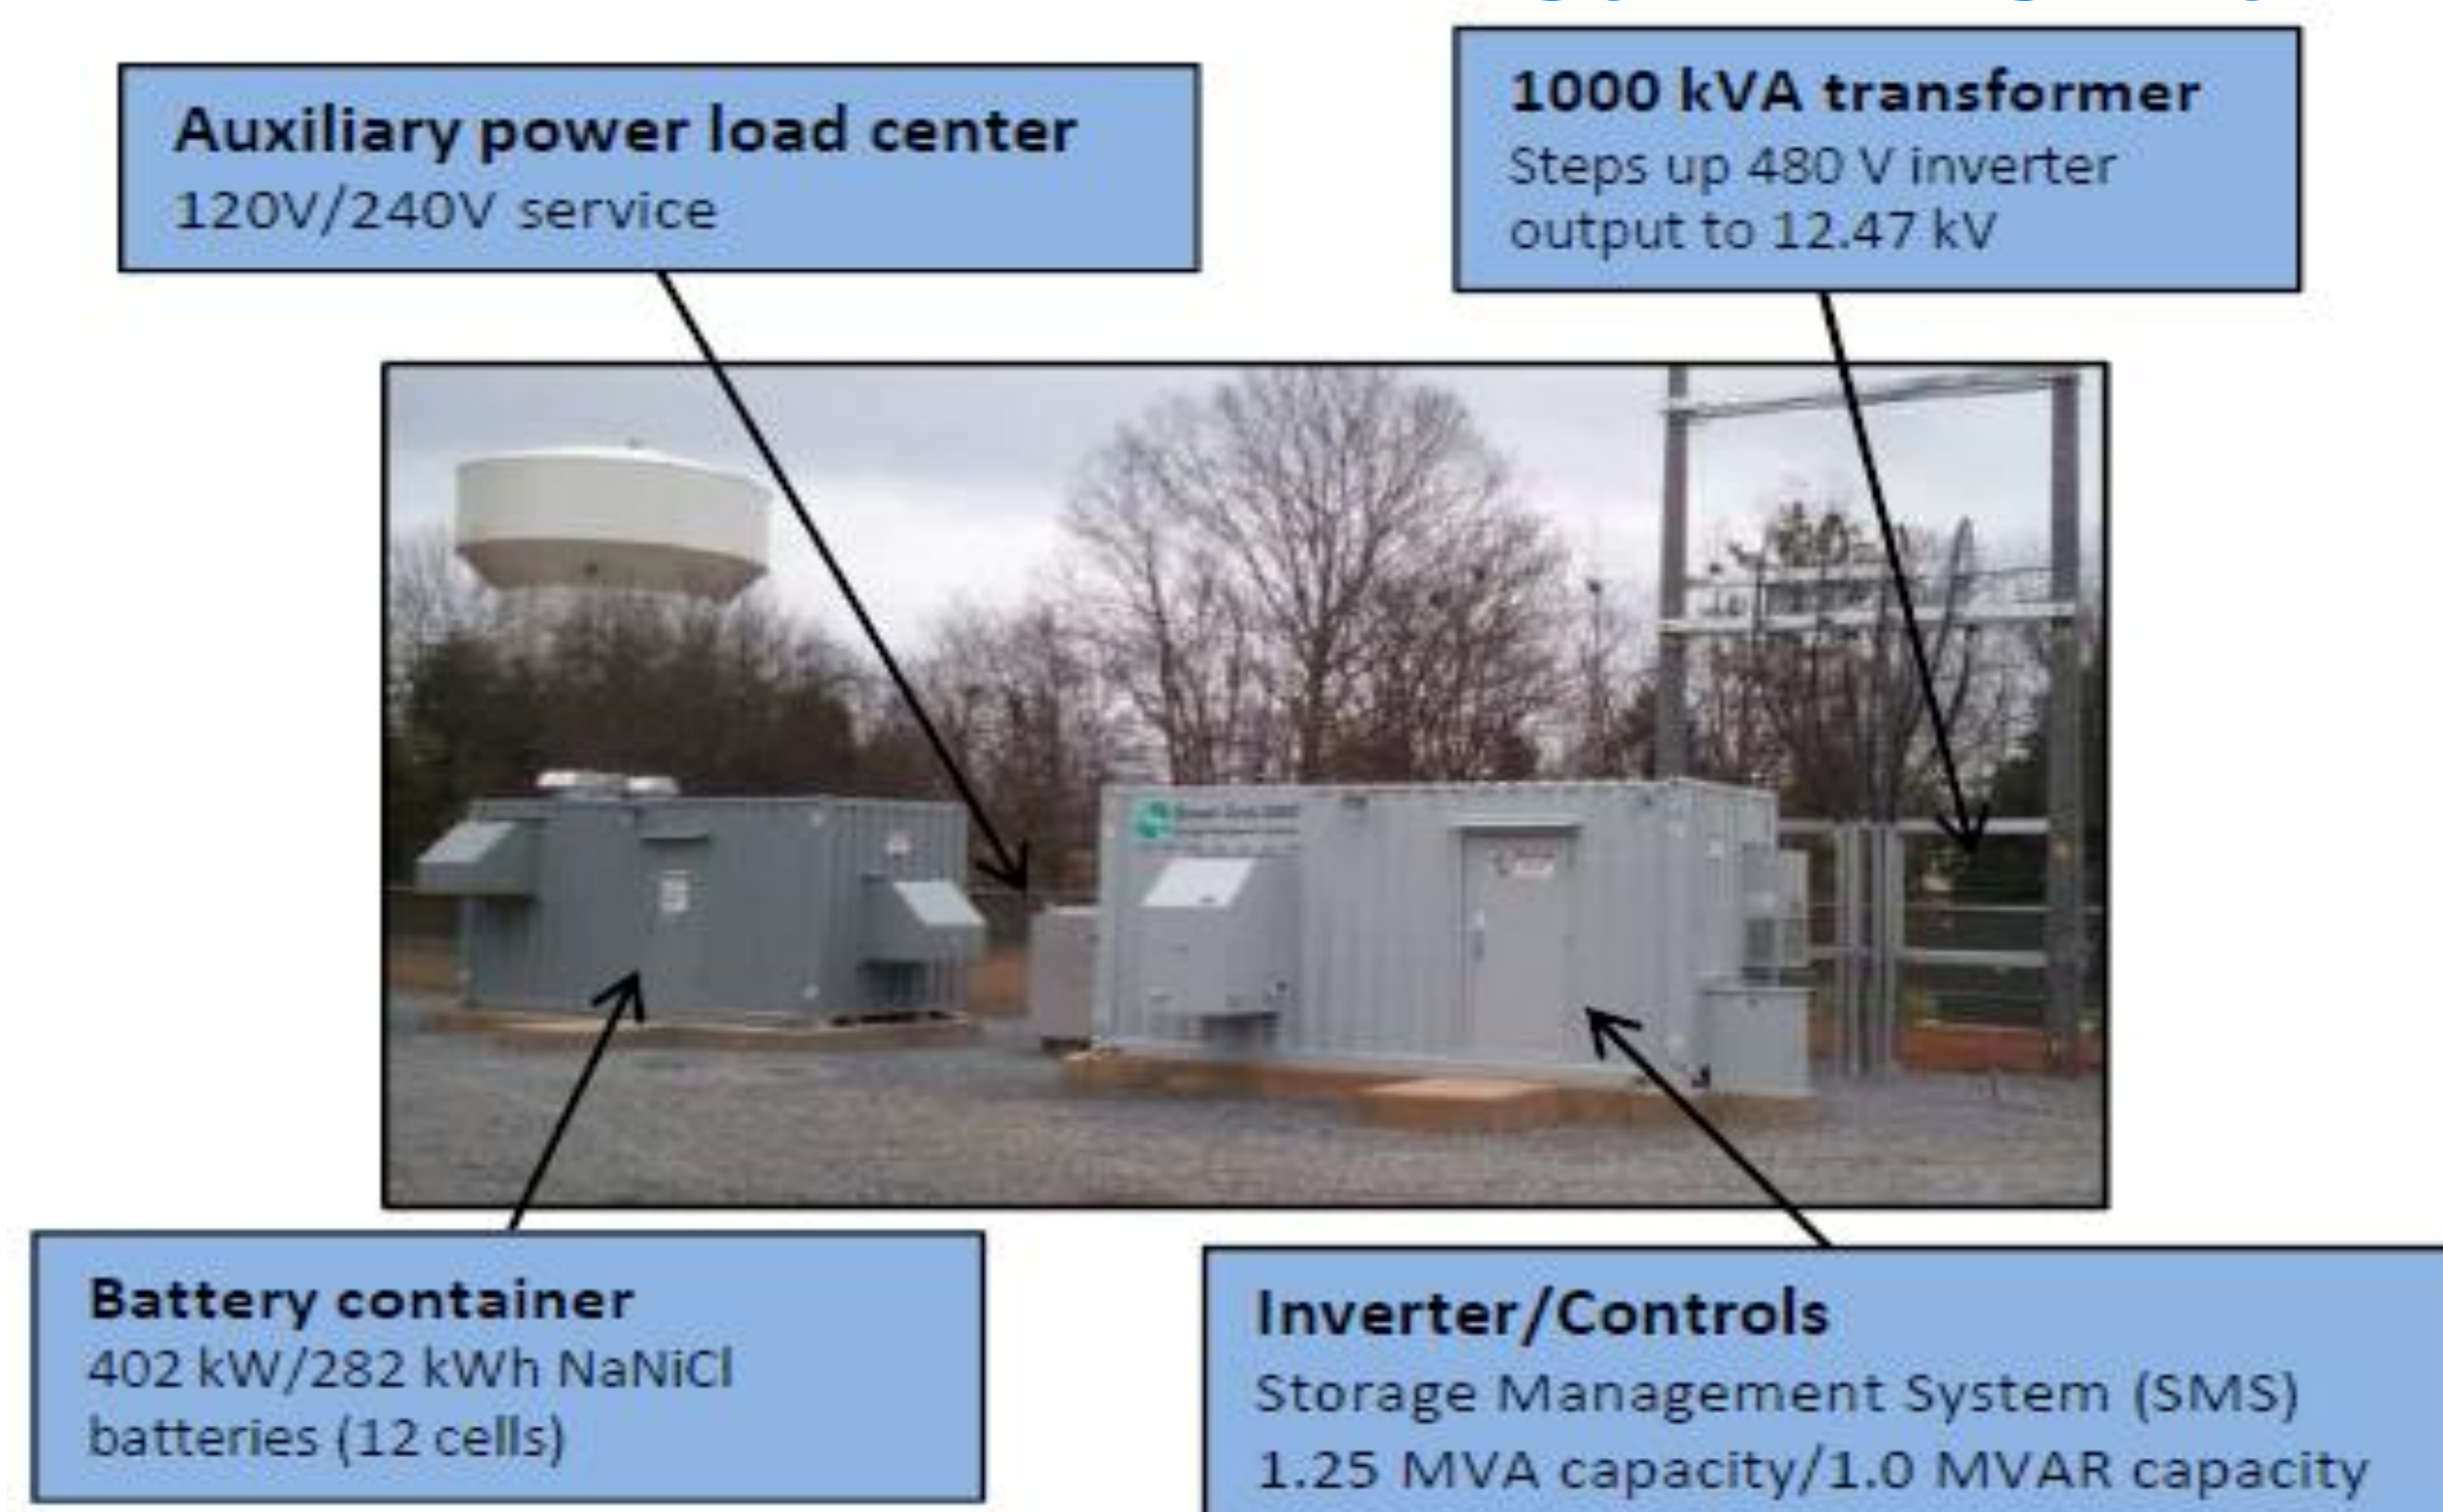 Auxiliary power load center
120V/240V service
1000 kVA transformer
Steps up 480 V inverter
output to 12.47 kV
Battery container
402 kW/282 kWh NaNiCl
batteries (12 cells)
Inverter/Controls
Storage Management System (SMS)
1.25 MVA capacity/1.0 MVAR capacity